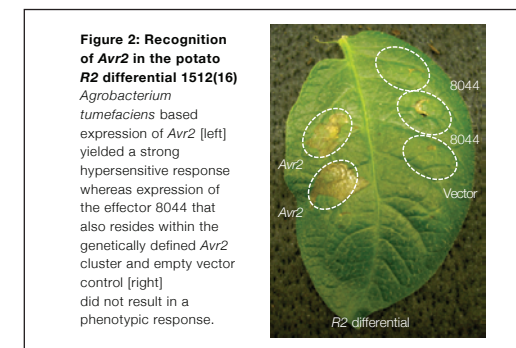 Figure 2: Recognition
of Avr2 in the potato
R2 differential 1512(16)
Agrobacterium
tumefaciens based
expression of Avr2 [left]
yielded a strong
hypersensitive response
whereas expression of
the effector 8044 that
also resides within the
genetically defined Avr2
cluster and empty vector
control [right]
did not result in a
phenotypic response.
8044
8044
Avr2
Vector
Avr2
R2 differential